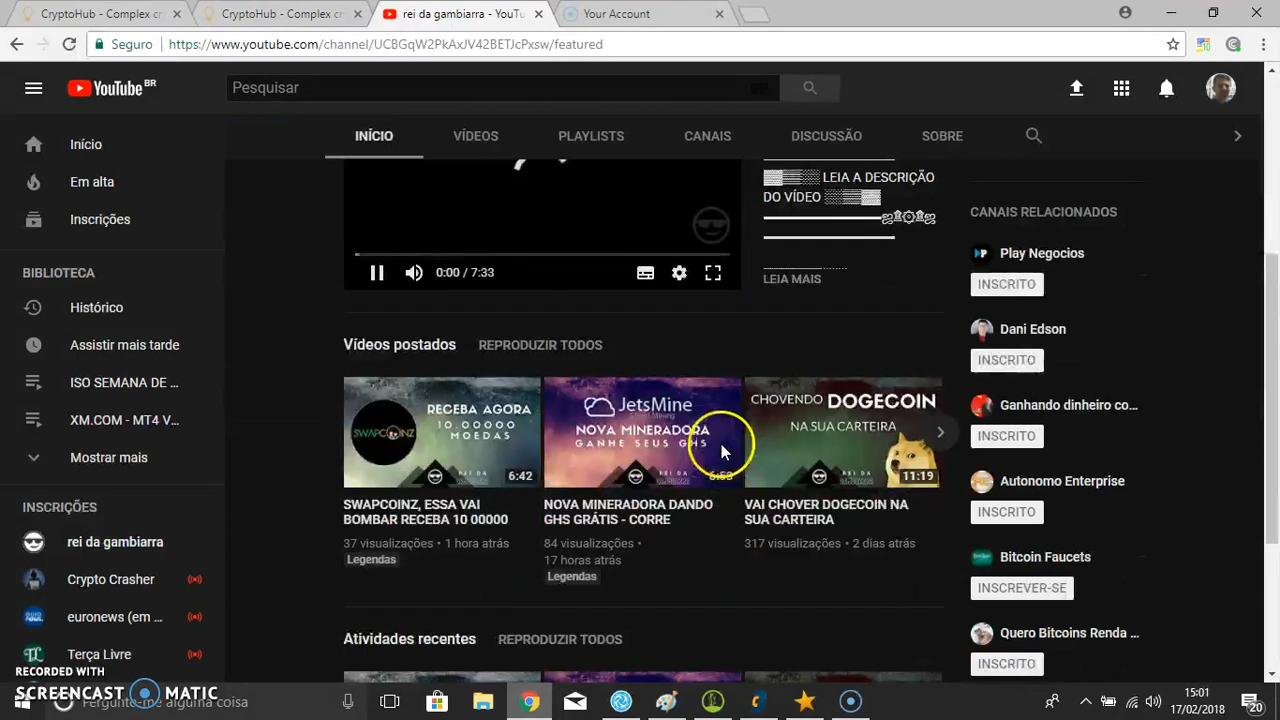 CryptoHub - Complex cr
CryptoHub - Complex cr
rei da gambiarra - YouTu
Your Account
Seguro
https://www.youtube.com/channel/UCBGqW2PkAxJV42BETJcPxsw/featured
YouTube BR
Pesquisar
INÍCIO
VÍDEOS
PLAYLISTS
CANAIS
DISCUSSÃO
SOBRE
Início
Em alta
Inscrições
BIBLIOTECA
Histórico
Assistir mais tarde
ISO SEMANA DE ...
XM.COM - MT4 V...
Mostrar mais
INSCRIÇÕES
rei da gambiarra
Crypto Crasher
euronews (em ...
Terça Livre
LEIA A DESCRIÇÃO
DO VÍDEO
LEIA MAIS
0:00 / 7:33
Vídeos postados
REPRODUZIR TODOS
SWAPCOINZ
RECEBA AGORA
10.00000
MOEDAS
6:42
SWAPCOINZ, ESSA VAI
BOMBAR RECEBA 10 00000
37 visualizações • 1 hora atrás
Legendas
JetsMine
NOVA MINERADORA
GANHE SEUS GHS
NOVA MINERADORA DANDO
GHS GRÁTIS - CORRE
84 visualizações •
17 horas atrás
Legendas
CHOVENDO DOGECOIN
NA SUA CARTEIRA
REI DA
11:19
VAI CHOVER DOGECOIN NA
SUA CARTEIRA
317 visualizações • 2 dias atrás
Atividades recentes
REPRODUZIR TODOS
CANAIS RELACIONADOS
Play Negocios
INSCRITO
Dani Edson
INSCRITO
Ganhando dinheiro co...
INSCRITO
Autonomo Enterprise
INSCRITO
Bitcoin Faucets
INSCREVER-SE
Quero Bitcoins Renda ...
INSCRITO
RECORDED WITH
SCREENCAST MATIC
Pergunte-me alguma coisa
15:01
17/02/2018
20